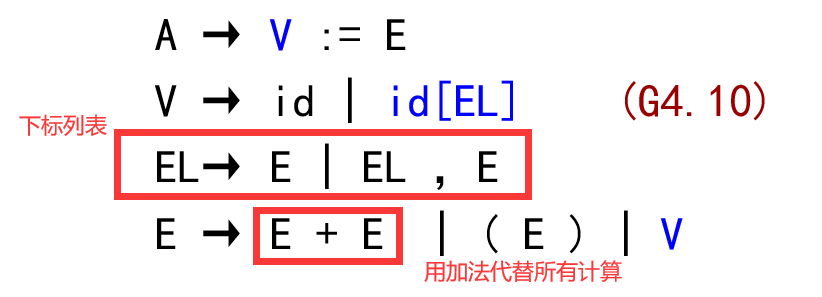 A → V := E
V → id | id[EL] (G4.10)
下标列表
EL→ E | EL , E
E → E + E | ( E ) | V
用加法代替所有计算